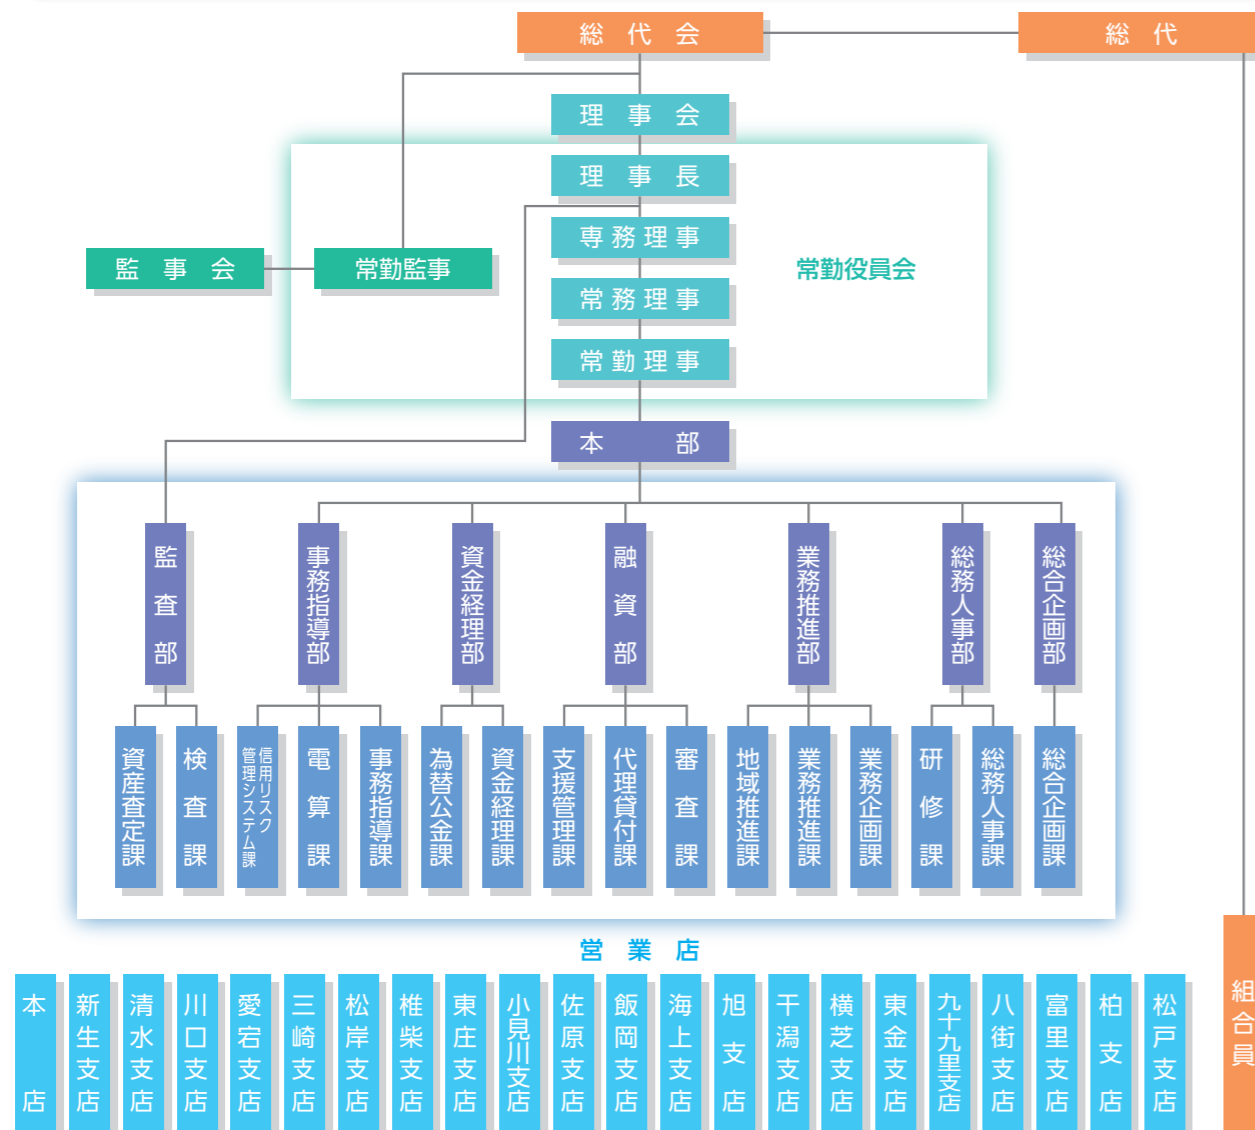 総代会
総代
理事会
理事長
専務理事
監事会
常勤監事
常勤役員会
常務理事
常勤理事
本部
監査部
事務指導部
資金経理部
融資部
業務推進部
総務人事部
総合企画部
資産査定課
検査課
信用リスク
管理システム課
電算課
事務指導課
為替公金課
資金経理課
支援管理課
代理貸付課
審査課
地域推進課
業務推進課
業務企画課
研修課
総務人事課
総合企画課
営業店
本店
新生支店
清水支店
川口支店
愛宕支店
三崎支店
松岸支店
椎柴支店
東庄支店
小見川支店
佐原支店
飯岡支店
海上支店
旭支店
干潟支店
横芝支店
東金支店
九十九里支店
八街支店
富里支店
柏支店
松戸支店
組合員